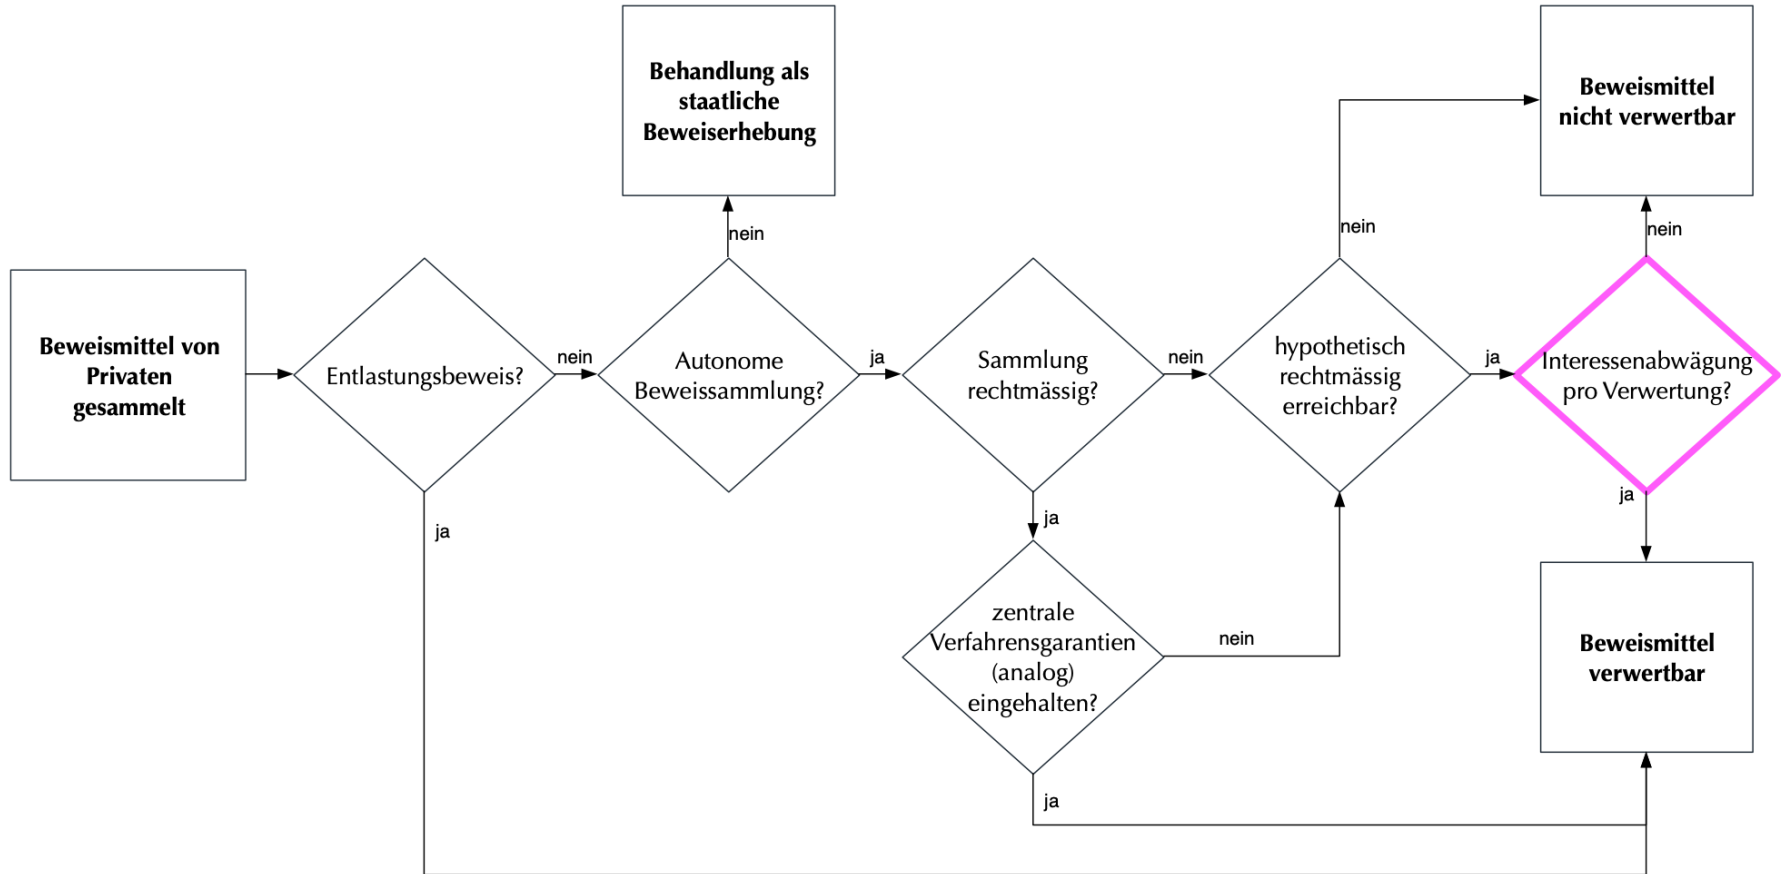 Behandlung als
staatliche
Beweiserhebung
Beweismittel
nicht verwertbar
nein
nein
nein
Beweismittel von
Privaten
gesammelt
Entlastungsbeweis?
nein
Autonome
Beweissammlung?
ja
Sammlung
rechtmässig?
nein
hypothetisch
rechtmässig
erreichbar?
ja
Interessenabwägung
pro Verwertung?
ja
ja
ja
zentrale
Verfahrensgarantien
(analog)
eingehalten?
nein
Beweismittel
verwertbar
ja